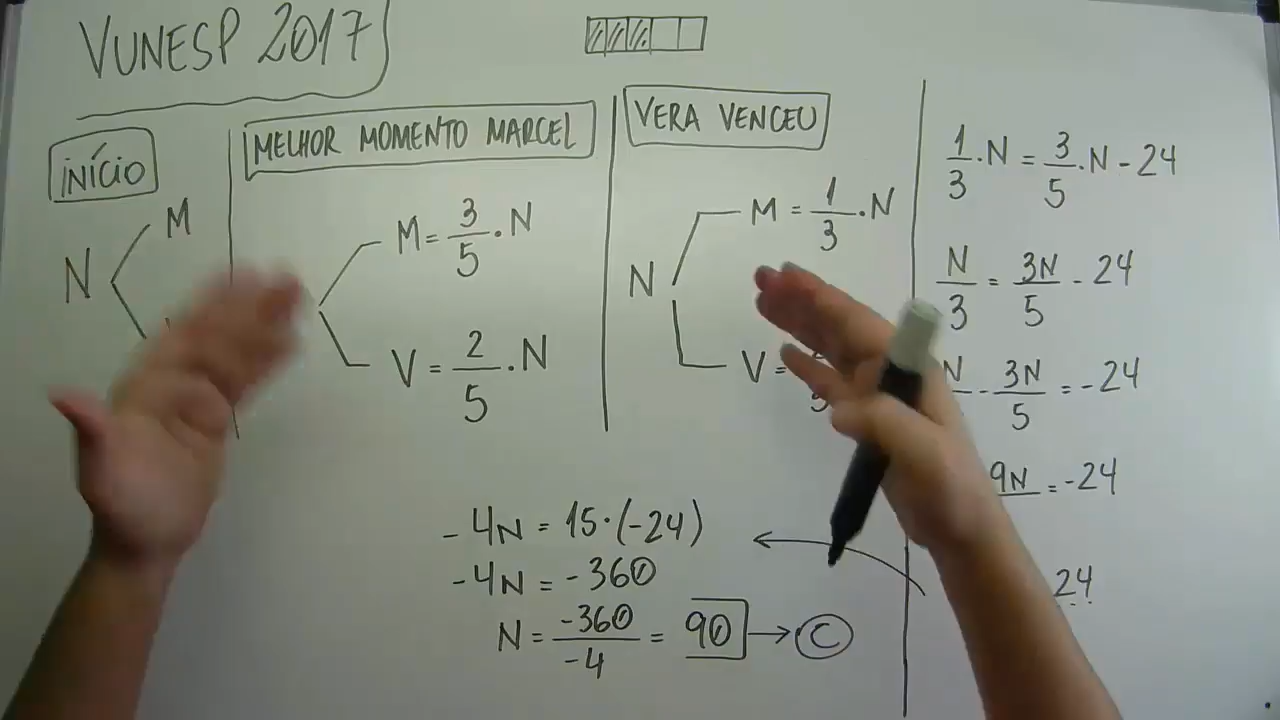 VUNESP 2017
INÍCIO
N
M
MELHOR MOMENTO MARCEL
M = 3/5 . N
V = 2/5 . N
VERA VENCEU
N
M = 1/3 . N
V =
1/3 . N = 3/5 . N - 24
N/3 = 3N/5 - 24
N - 3N/5 = -24
9N = -24
24
-4N = 15 · (-24)
-4N = -360
N = -360/-4 = 90 → C